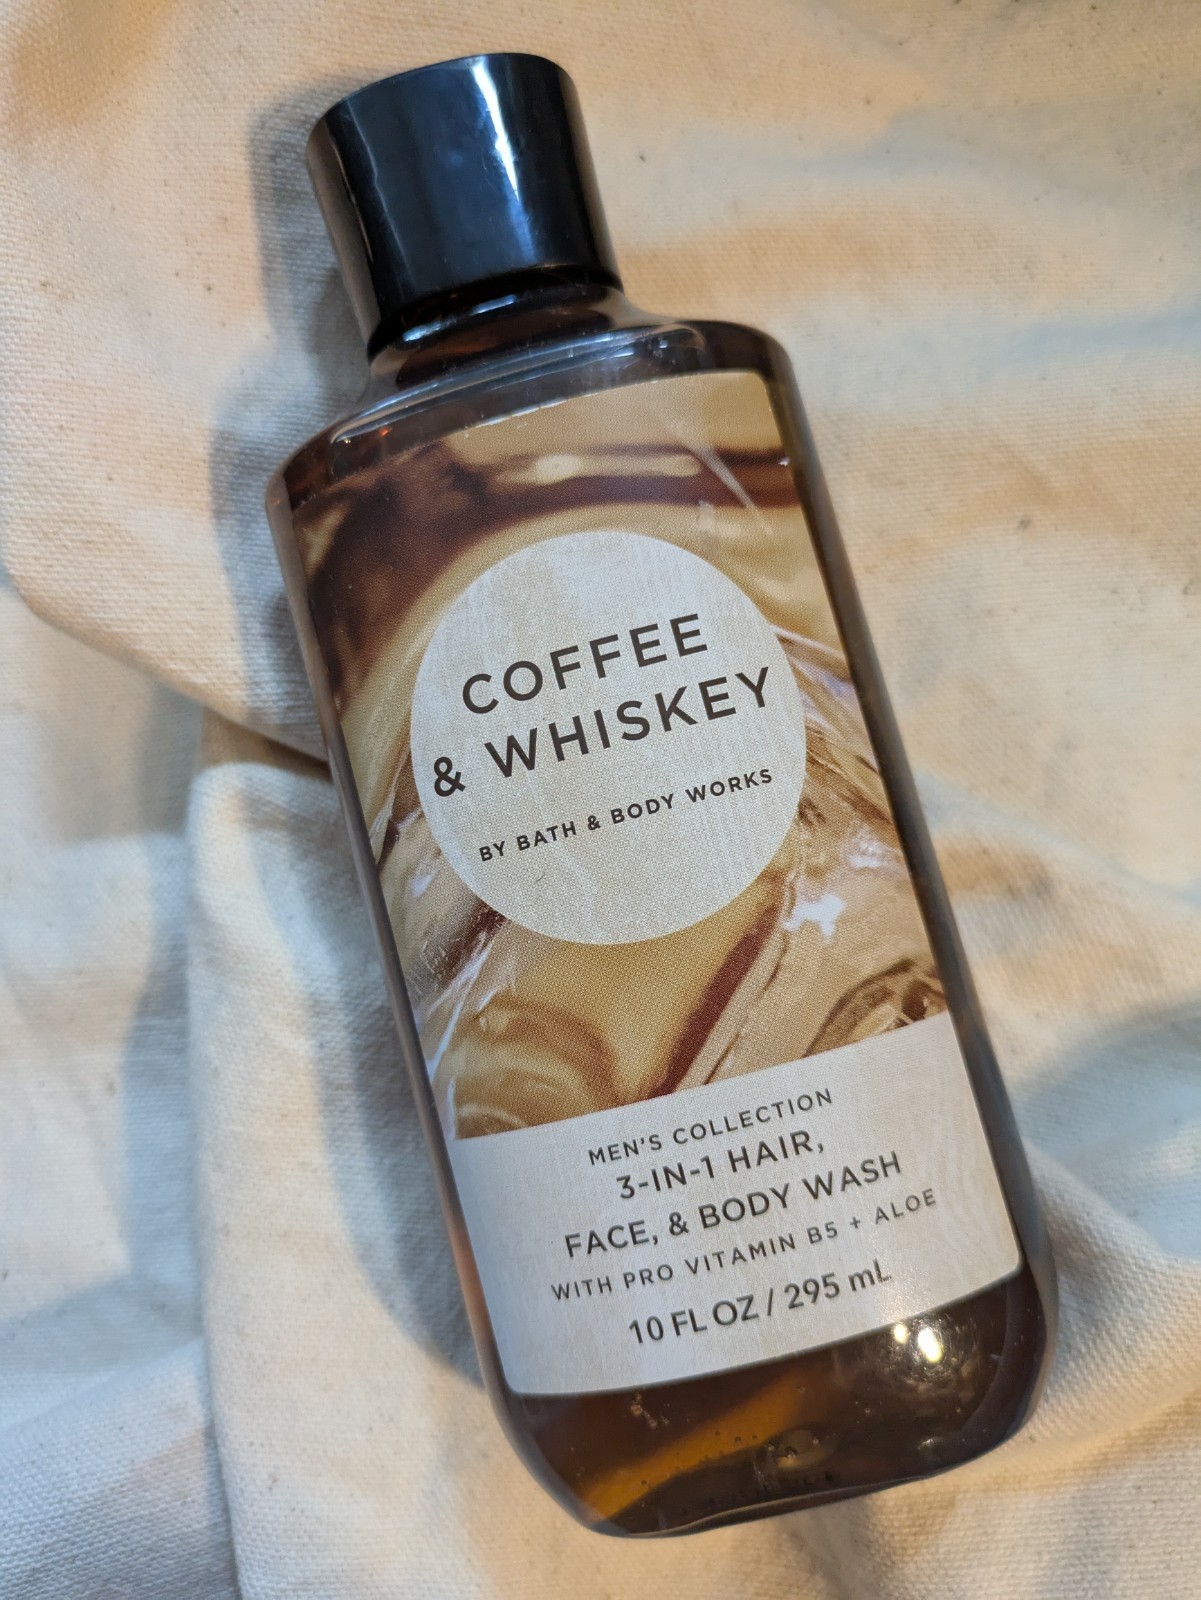 COFFEE
& WHISKEY
BY BATH & BODY WORKS
MEN'S COLLECTION
3-IN-1 HAIR,
FACE, & BODY WASH
WITH PRO VITAMIN B5 + ALOE
10 FL OZ / 295 mL